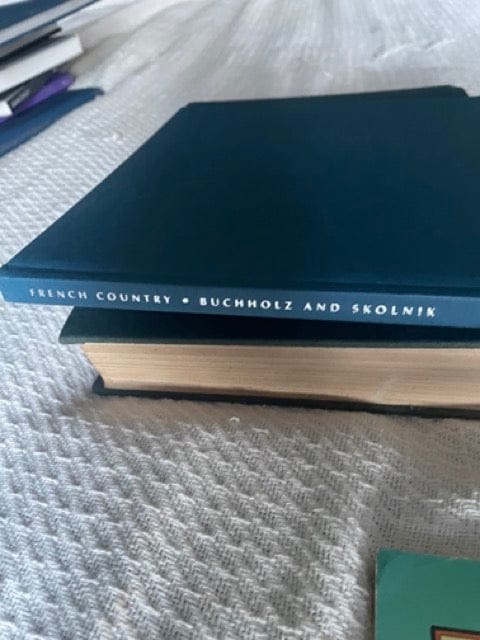 FRENCH COUNTRY • BUCHHOLZ AND SKOLNIK